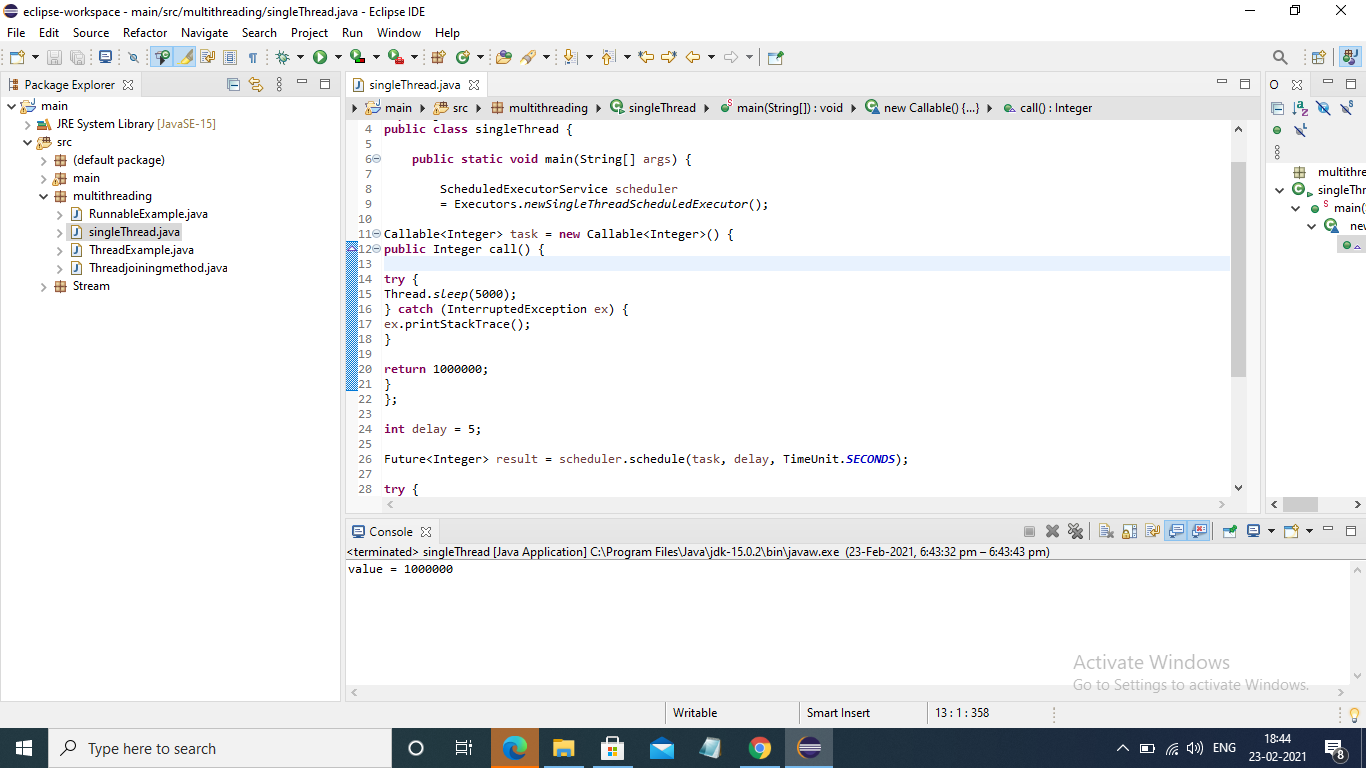 eclipse-workspace - main/src/multithreading/singleThread.java - Eclipse IDE
File Edit Source Refactor Navigate Search Project Run Window Help
Package Explorer
main
JRE System Library [JavaSE-15]
src
(default package)
main
multithreading
RunnableExample.java
singleThread.java
ThreadExample.java
Threadjoiningmethod.java
Stream
singleThread.java
main src multithreading singleThread main(String[]) : void new Callable() {...} call() : Integer
4 public class singleThread {
5
6 public static void main(String[] args) {
7
8 ScheduledExecutorService scheduler
9 = Executors.newSingleThreadScheduledExecutor();
10
11 Callable<Integer> task = new Callable<Integer>() {
12 public Integer call() {
13
14 try {
15 Thread.sleep(5000);
16 } catch (InterruptedException ex) {
17 ex.printStackTrace();
18 }
19
20 return 1000000;
21 }
22 };
23
24 int delay = 5;
25
26 Future<Integer> result = scheduler.schedule(task, delay, TimeUnit.SECONDS);
27
28 try {
O
multithre
singleThr
main(
nev
Console
<terminated> singleThread [Java Application] C:\Program Files\Java\jdk-15.0.2\bin\javaw.exe (23-Feb-2021, 6:43:32 pm – 6:43:43 pm)
value = 1000000
Activate Windows
Go to Settings to activate Windows.
Writable Smart Insert 13 : 1 : 358
Type here to search
ENG
18:44
23-02-2021
8